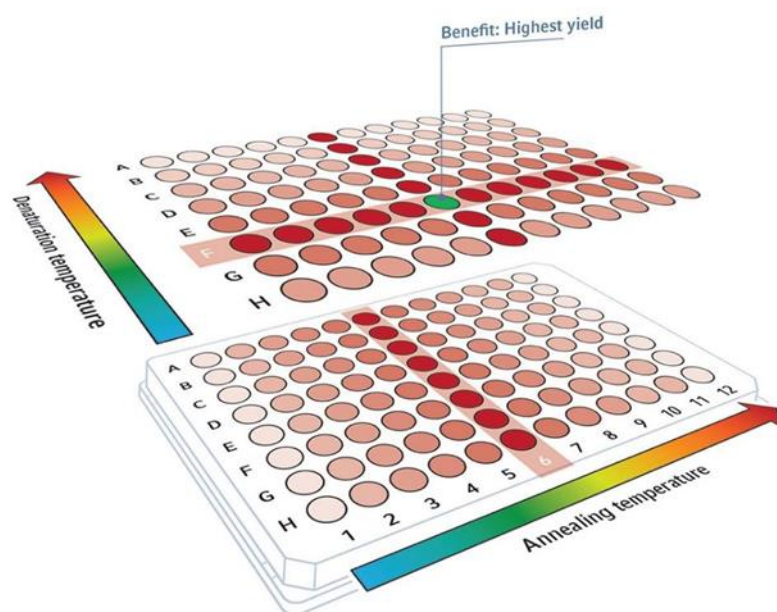 Benefit: Highest yield
A
B
C
D
E
F
G
H
Denaturation temperature
A
B
C
D
E
F
G
H
1 2 3 4 5 6 7 8 9 10 11 12
Annealing temperature